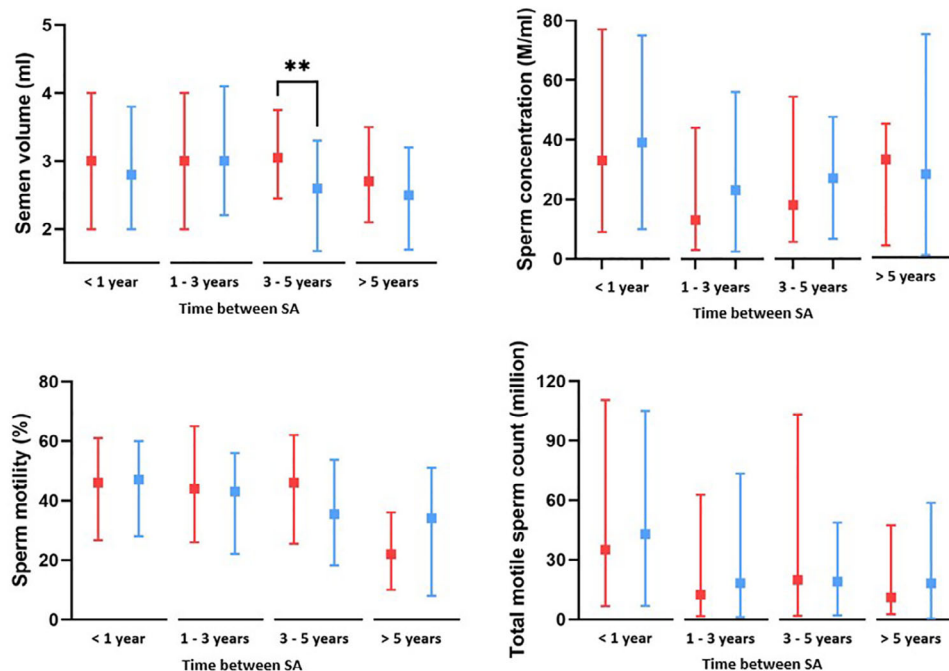 Semen volume (ml)
5
4
3
2
**
< 1 year 1 - 3 years 3 - 5 years > 5 years
Time between SA
Sperm concentration (M/ml)
80
60
40
20
0
< 1 year 1 - 3 years 3 - 5 years > 5 years
Time between SA
Sperm motility (%)
80
60
40
20
0
< 1 year 1 - 3 years 3 - 5 years > 5 years
Time between SA
Total motile sperm count (million)
120
90
60
30
0
< 1 year 1 - 3 years 3 - 5 years > 5 years
Time between SA